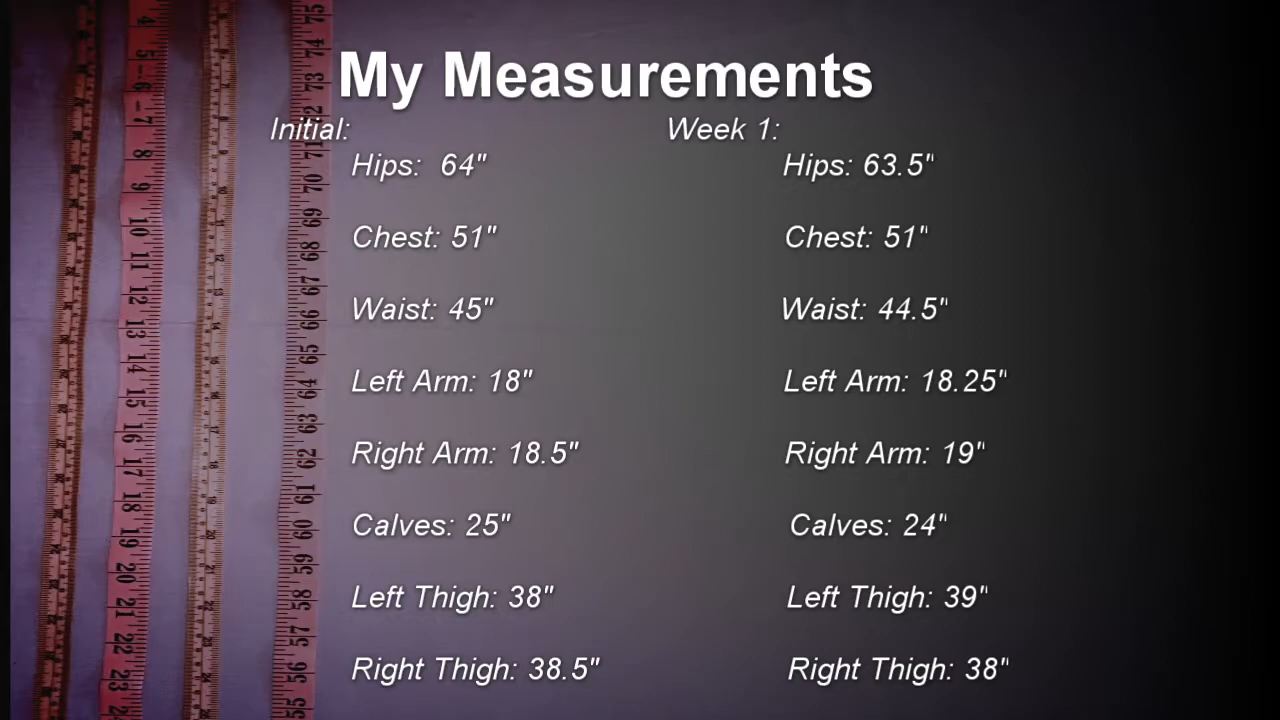 My Measurements
Initial:
Hips: 64"
Chest: 51"
Waist: 45"
Left Arm: 18"
Right Arm: 18.5"
Calves: 25"
Left Thigh: 38"
Right Thigh: 38.5"
Week 1:
Hips: 63.5"
Chest: 51"
Waist: 44.5"
Left Arm: 18.25"
Right Arm: 19"
Calves: 24"
Left Thigh: 39"
Right Thigh: 38"